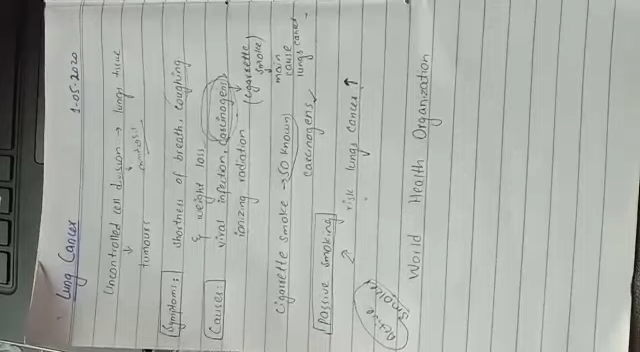 Lung Cancer 1-05-2020
Uncontrolled cell division → lungs tissue
↓ ↓
tumours mitosis
Symptoms: shortness of breath, coughing
& weight loss
Causes: viral infection, carcinogens
ionizing radiation (cigarette smoke)
↓
main cause lungs cancer
Cigarette smoke → 50 known
carcinogens
Passive smoking
→ risk lungs cancer ↑
Active smoker
World Health Organization